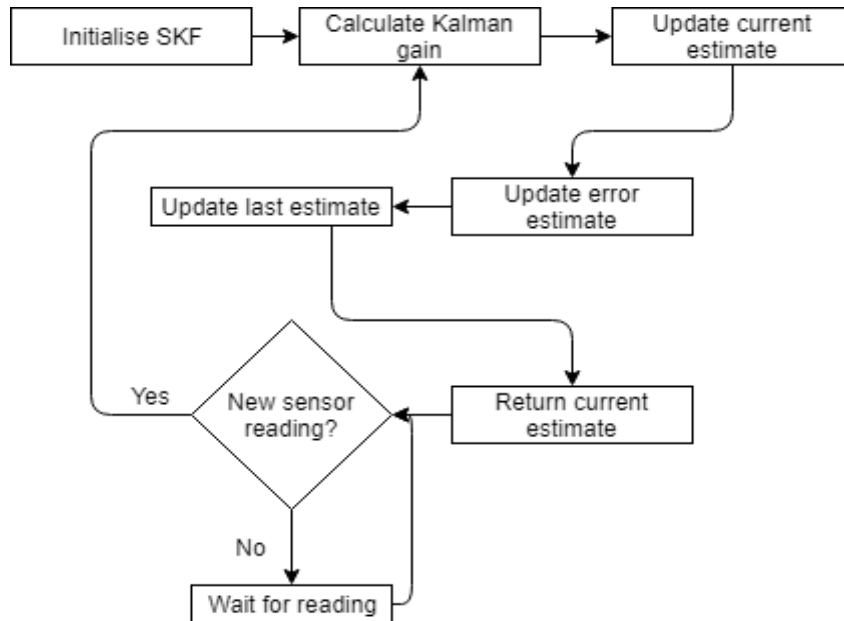 Initialise SKF
Calculate Kalman
gain
Update current
estimate
Update error
estimate
Update last estimate
Return current
estimate
New sensor
reading?
Yes
No
Wait for reading